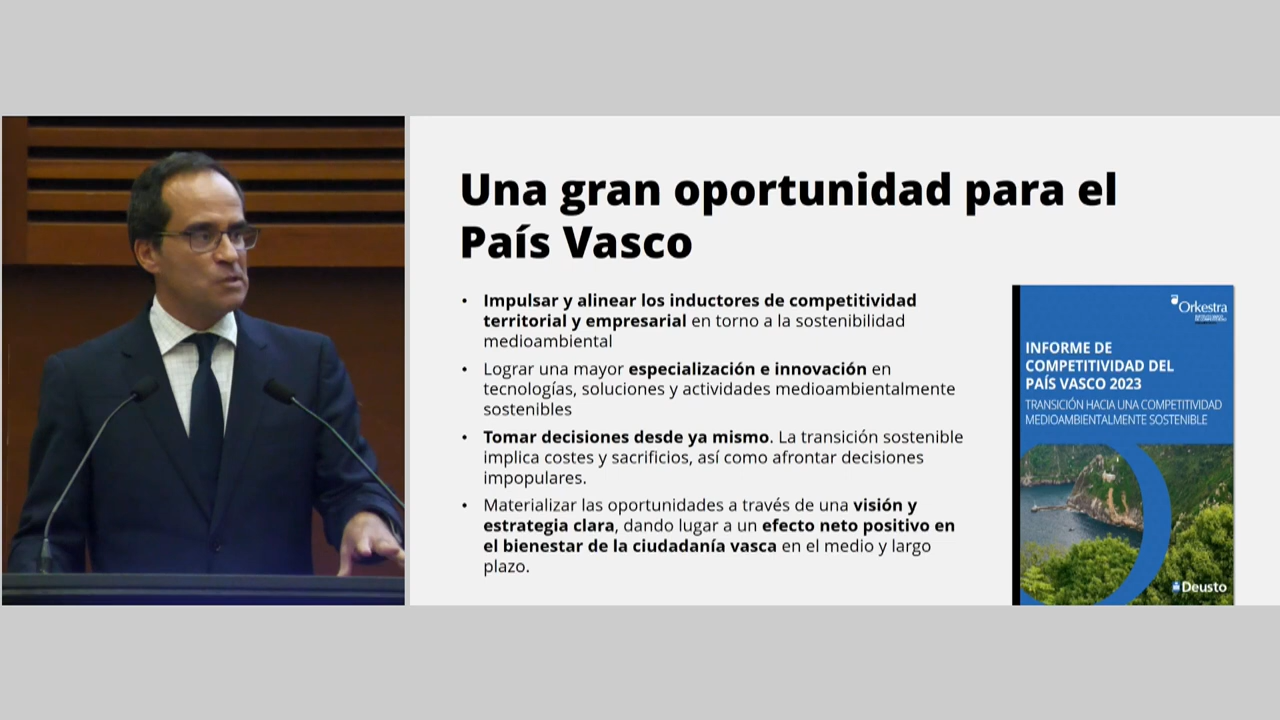 Una gran oportunidad para el
País Vasco
• Impulsar y alinear los inductores de competitividad
territorial y empresarial en torno a la sostenibilidad
medioambiental
• Lograr una mayor especialización e innovación en
tecnologías, soluciones y actividades medioambientalmente
sostenibles
• Tomar decisiones desde ya mismo. La transición sostenible
implica costes y sacrificios, así como afrontar decisiones
impopulares.
• Materializar las oportunidades a través de una visión y
estrategia clara, dando lugar a un efecto neto positivo en
el bienestar de la ciudadanía vasca en el medio y largo
plazo.
Orkestra
INFORME DE
COMPETITIVIDAD DEL
PAÍS VASCO 2023
TRANSICIÓN HACIA UNA COMPETITIVIDAD
MEDIOAMBIENTALMENTE SOSTENIBLE
Deusto